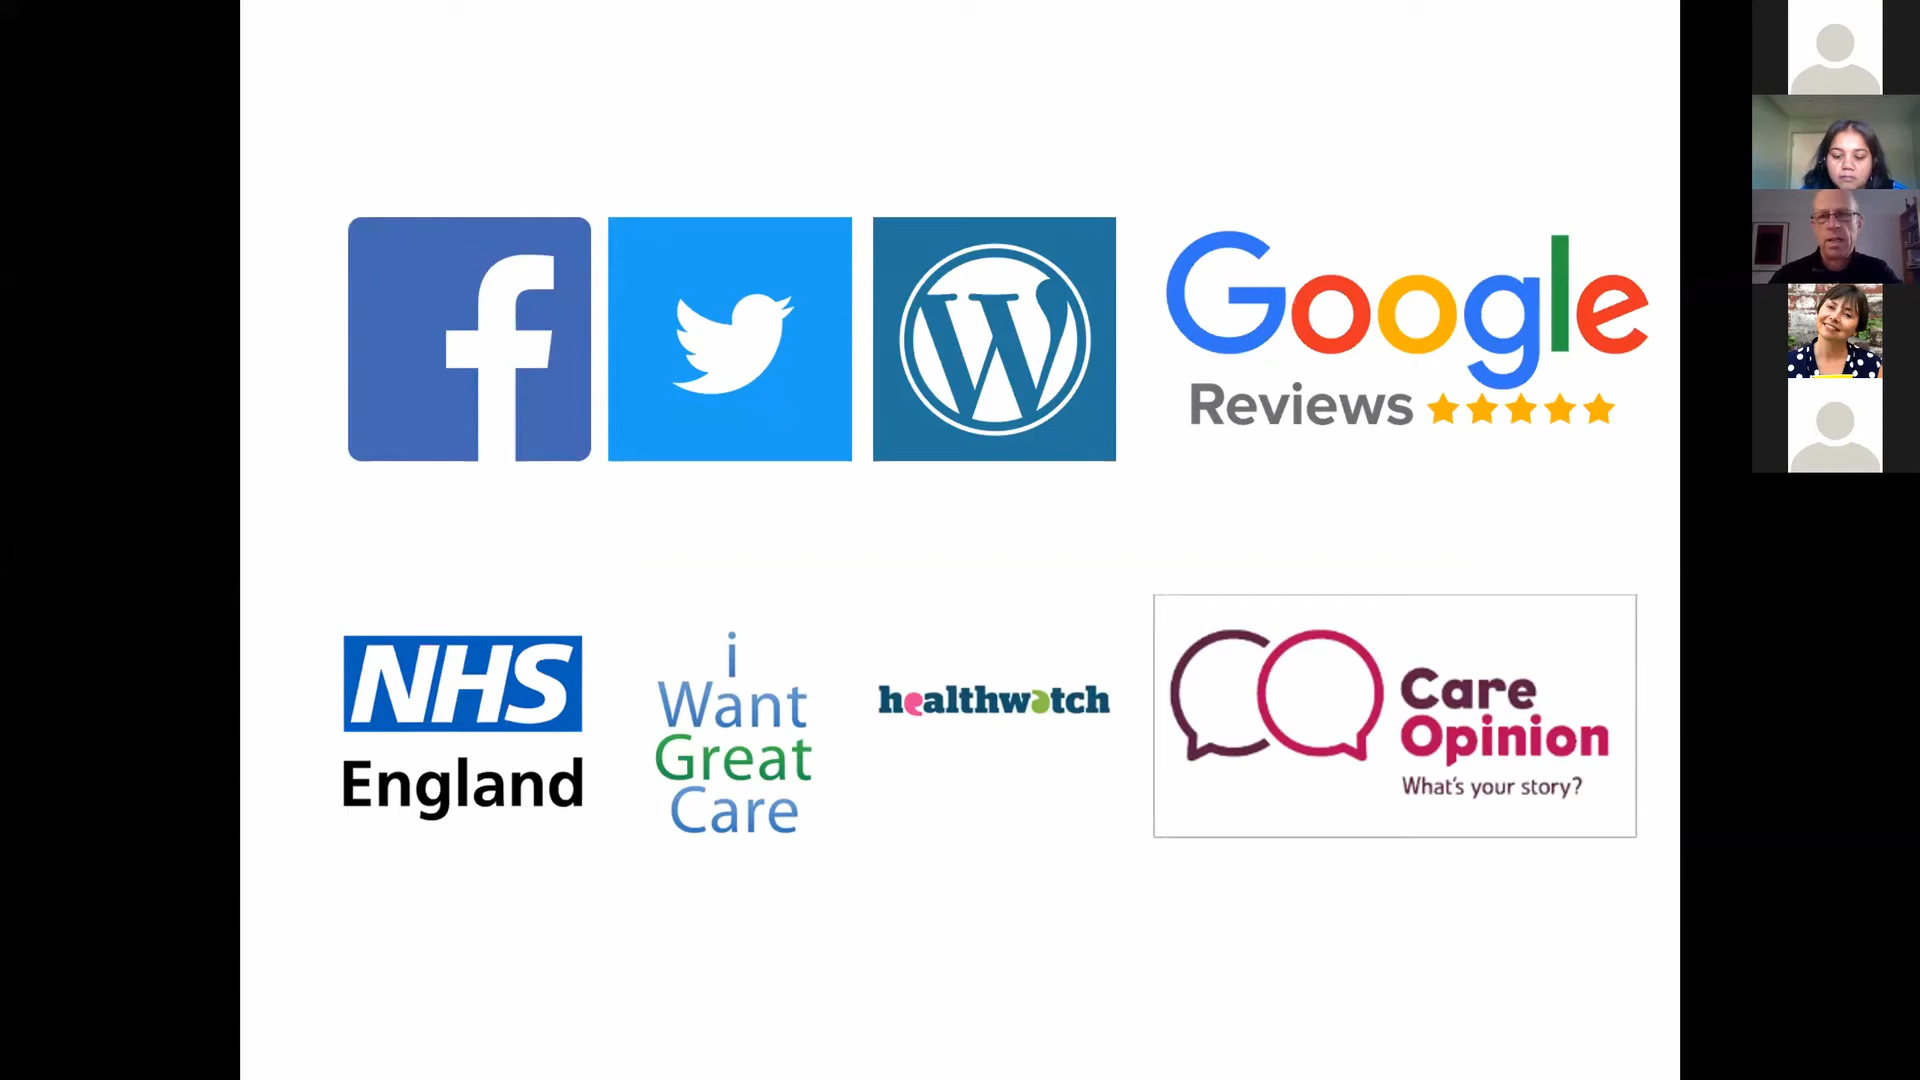 f
W
Google
Reviews
NHS
England
i
Want
Great
Care
healthwatch
Care
Opinion
What's your story?